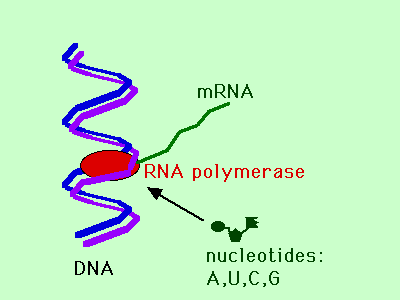 mRNA
RNA polymerase
nucleotides:
A,U,C,G
DNA